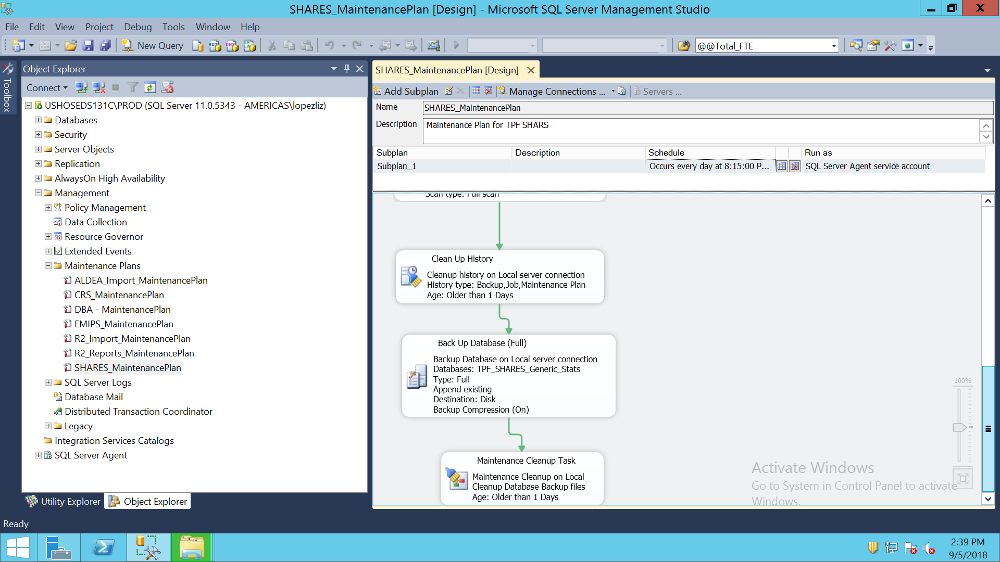 SHARES_MaintenancePlan [Design] - Microsoft SQL Server Management Studio
File Edit View Project Debug Tools Window Help
New Query
@@Total_FTE
Toolbox
Object Explorer
Connect
USHOSEDS131C\PROD (SQL Server 11.0.5343 - AMERICAS\lopezliz)
Databases
Security
Server Objects
Replication
AlwaysOn High Availability
Management
Policy Management
Data Collection
Resource Governor
Extended Events
Maintenance Plans
ALDEA_Import_MaintenancePlan
CRS_MaintenancePlan
DBA - MaintenancePlan
EMIPS_MaintenancePlan
R2_Import_MaintenancePlan
R2_Reports_MaintenancePlan
SHARES_MaintenancePlan
SQL Server Logs
Database Mail
Distributed Transaction Coordinator
Legacy
Integration Services Catalogs
SQL Server Agent
Utility Explorer Object Explorer
SHARES_MaintenancePlan [Design]
Add Subplan Manage Connections ... Servers ...
Name SHARES_MaintenancePlan
Description Maintenance Plan for TPF SHARS
Subplan Description Schedule Run as
Subplan_1 Occurs every day at 8:15:00 P... SQL Server Agent service account
Scan type: Full scan
Clean Up History
Cleanup history on Local server connection
History type: Backup,Job,Maintenance Plan
Age: Older than 1 Days
Back Up Database (Full)
Backup Database on Local server connection
Databases: TPF_SHARES_Generic_Stats
Type: Full
Append existing
Destination: Disk
Backup Compression (On)
Maintenance Cleanup Task
Maintenance Cleanup on Local
Cleanup Database Backup files
Age: Older than 1 Days
100%
Activate Windows
Go to System in Control Panel to activate
Windows.
Ready
2:39 PM
9/5/2018